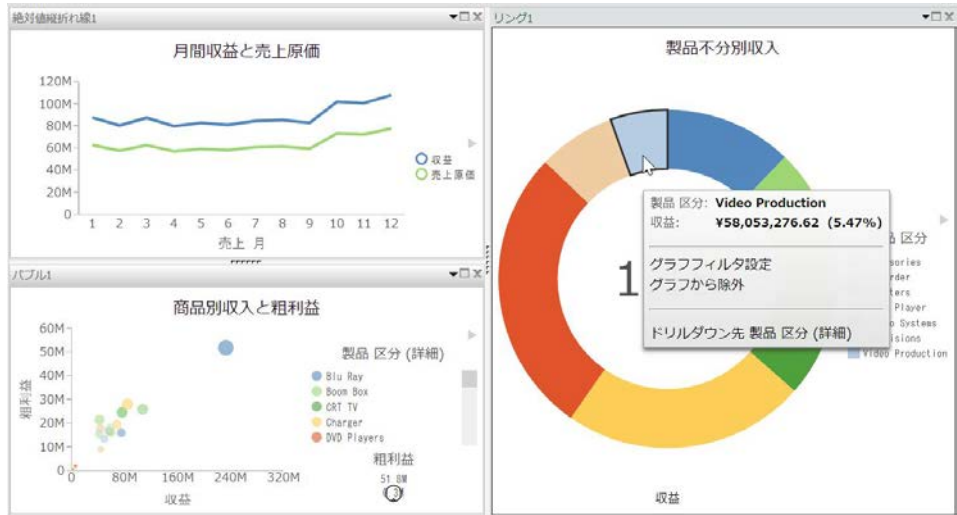 絶対値縦折れ線1
月間収益と売上原価
120M
100M
80M
60M
40M
20M
0
1 2 3 4 5 6 7 8 9 10 11 12
売上 月
収益
売上原価
バブル1
商品別収入と粗利益
60M
50M
40M
30M
20M
10M
0
粗利益
0 80M 160M 240M 320M
収益
製品 区分 (詳細)
Blu Ray
Boom Box
CRT TV
Charger
DVD Players
粗利益
51 8M
リング1
製品不分別収入
1
製品 区分: Video Production
収益: ¥58,053,276.62 (5.47%)
グラフフィルタ設定
グラフから除外
ドリルダウン先 製品 区分 (詳細)
区分
Player
Systems
Video Production
収益